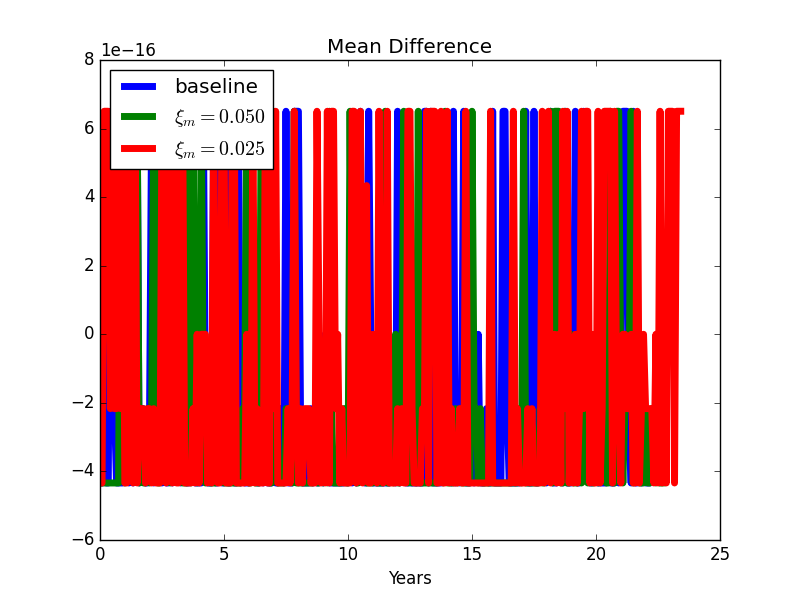 Mean Difference
1e−16
8
6
4
2
0
−2
−4
−6
baseline
ξₘ = 0.050
ξₘ = 0.025
0 5 10 15 20 25
Years